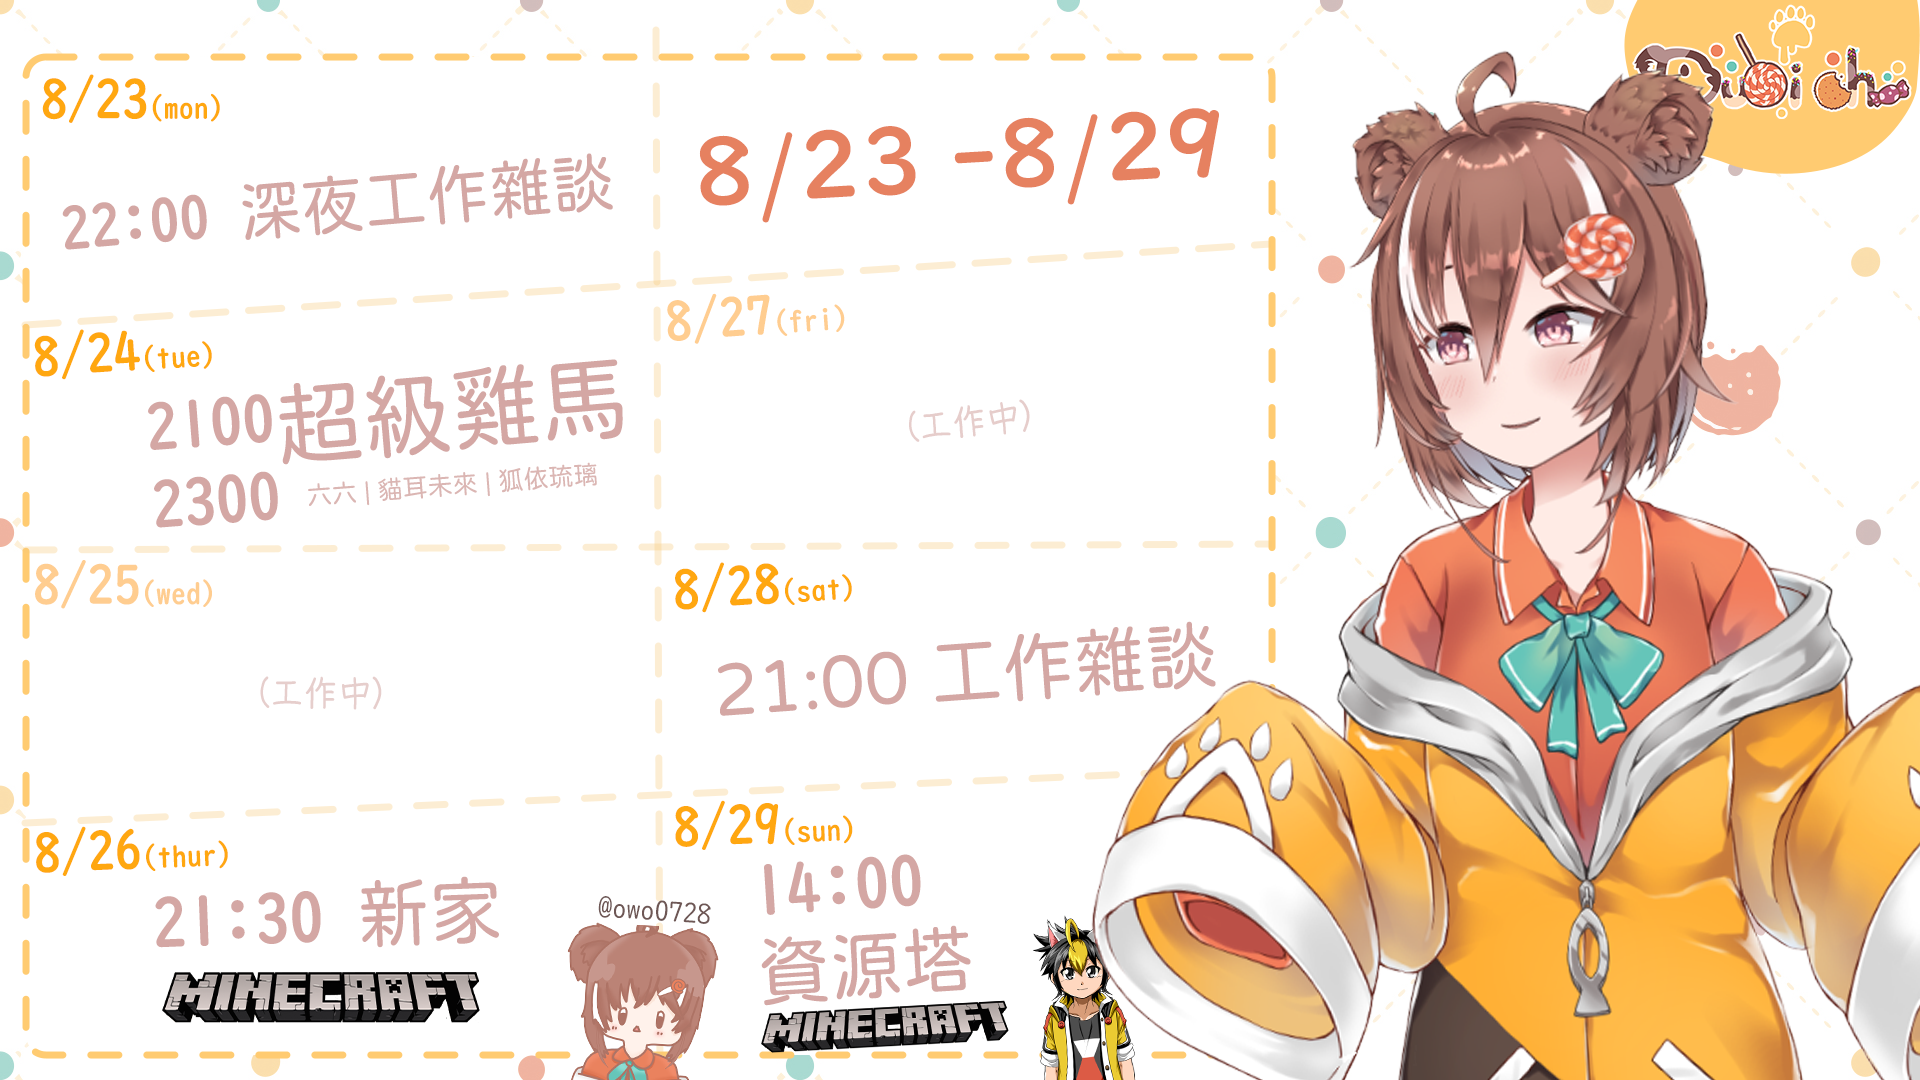 8/23(mon)
22:00 深夜工作雜談
8/23 -8/29
8/24(tue)
2100超級雞馬
2300 六六 | 貓耳未來 | 狐依琉璃
8/25(wed)
(工作中)
8/26(thur)
21:30 新家
MINECRAFT
@owo0728
8/27(fri)
(工作中)
8/28(sat)
21:00 工作雜談
8/29(sun)
14:00
資源塔
MINECRAFT